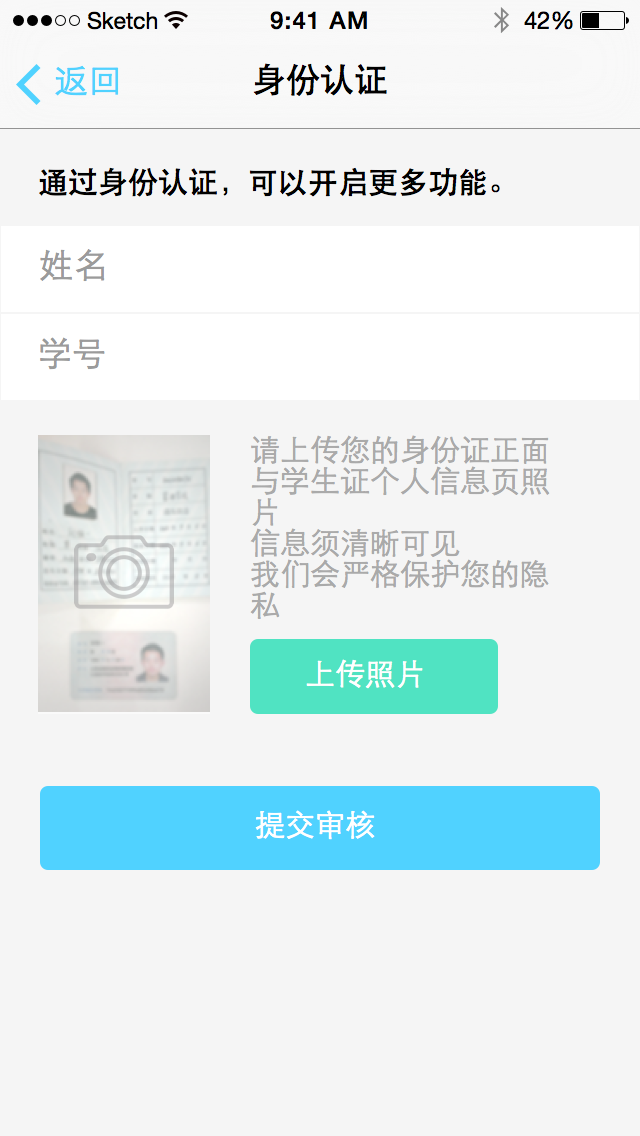 Sketch 9:41 AM 42%
返回 身份认证
通过身份认证，可以开启更多功能。
姓名
学号
请上传您的身份证正面
与学生证个人信息页照
片
信息须清晰可见
我们会严格保护您的隐
私
上传照片
提交审核